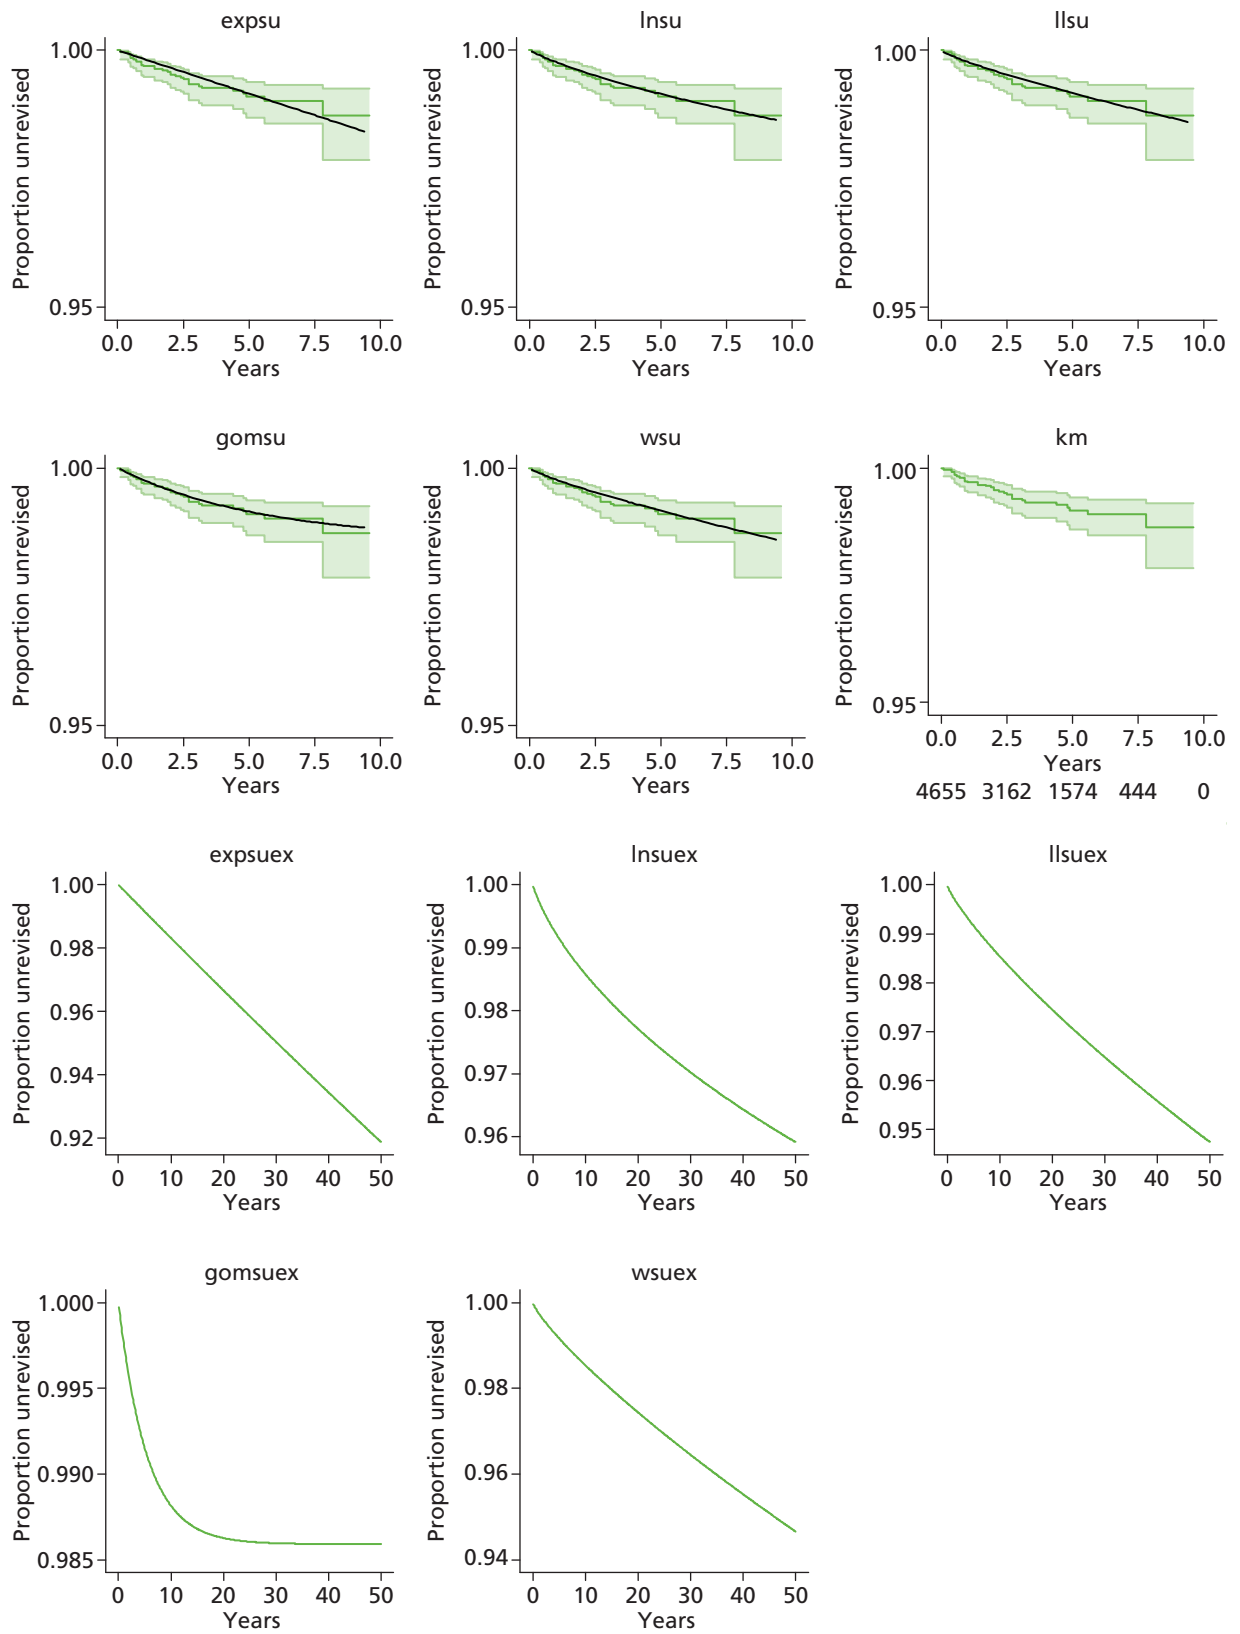 expsu
Proportion unrevised
1.00
0.95
0.0 2.5 5.0 7.5 10.0
Years
lnsu
Proportion unrevised
1.00
0.95
0.0 2.5 5.0 7.5 10.0
Years
llsu
Proportion unrevised
1.00
0.95
0.0 2.5 5.0 7.5 10.0
Years
gomsu
Proportion unrevised
1.00
0.95
0.0 2.5 5.0 7.5 10.0
Years
wsu
Proportion unrevised
1.00
0.95
0.0 2.5 5.0 7.5 10.0
Years
km
Proportion unrevised
1.00
0.95
0.0 2.5 5.0 7.5 10.0
Years
4655 3162 1574 444 0
expsuex
Proportion unrevised
1.00
0.98
0.96
0.94
0.92
0 10 20 30 40 50
Years
lnsuex
Proportion unrevised
1.00
0.99
0.98
0.97
0.96
0 10 20 30 40 50
Years
llsuex
Proportion unrevised
1.00
0.99
0.98
0.97
0.96
0.95
0 10 20 30 40 50
Years
gomsuex
Proportion unrevised
1.000
0.995
0.990
0.985
0 10 20 30 40 50
Years
wsuex
Proportion unrevised
1.00
0.98
0.96
0.94
0 10 20 30 40 50
Years